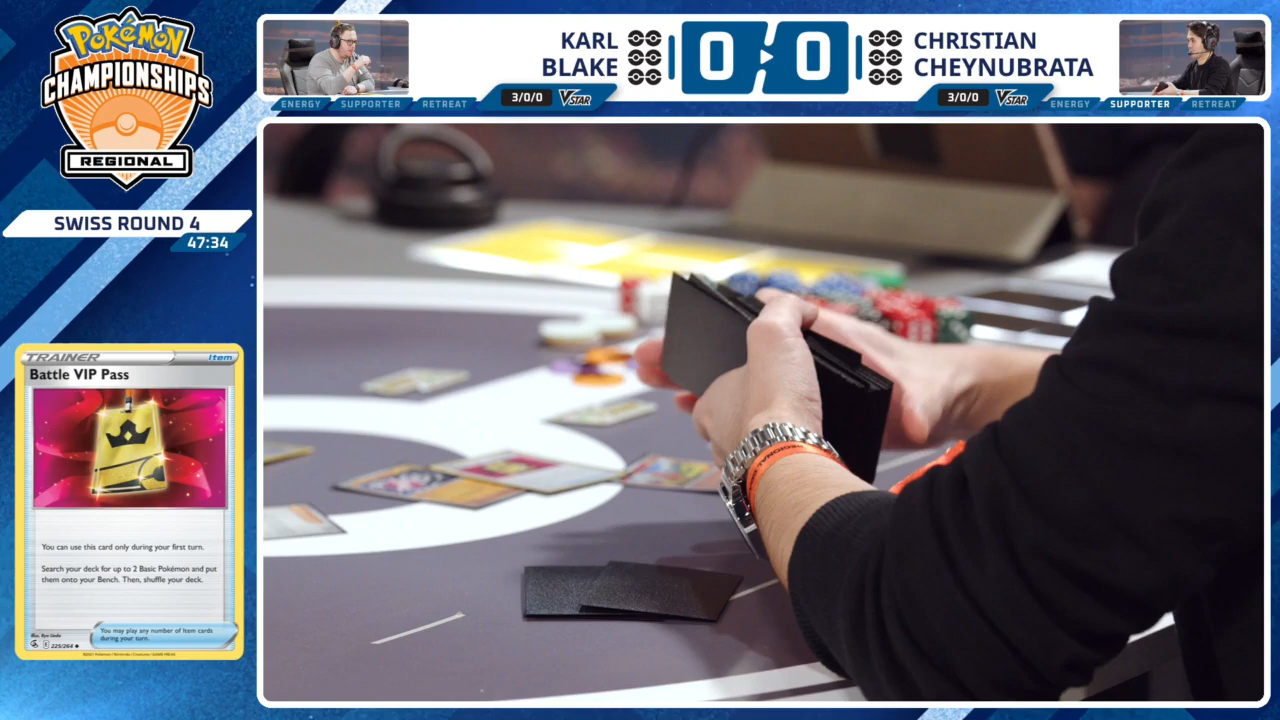 POKÉMON
CHAMPIONSHIPS
REGIONAL
SWISS ROUND 4
47:34
KARL
BLAKE
0 0
CHRISTIAN
CHEYNUBRATA
ENERGY SUPPORTER RETREAT
3/0/0 VSTAR
3/0/0 VSTAR
ENERGY SUPPORTER RETREAT
TRAINER Item
Battle VIP Pass
You can use this card only during your first turn.
Search your deck for up to 2 Basic Pokémon and put
them onto your Bench. Then, shuffle your deck.
You may play any number of Item cards
during your turn.
225/264